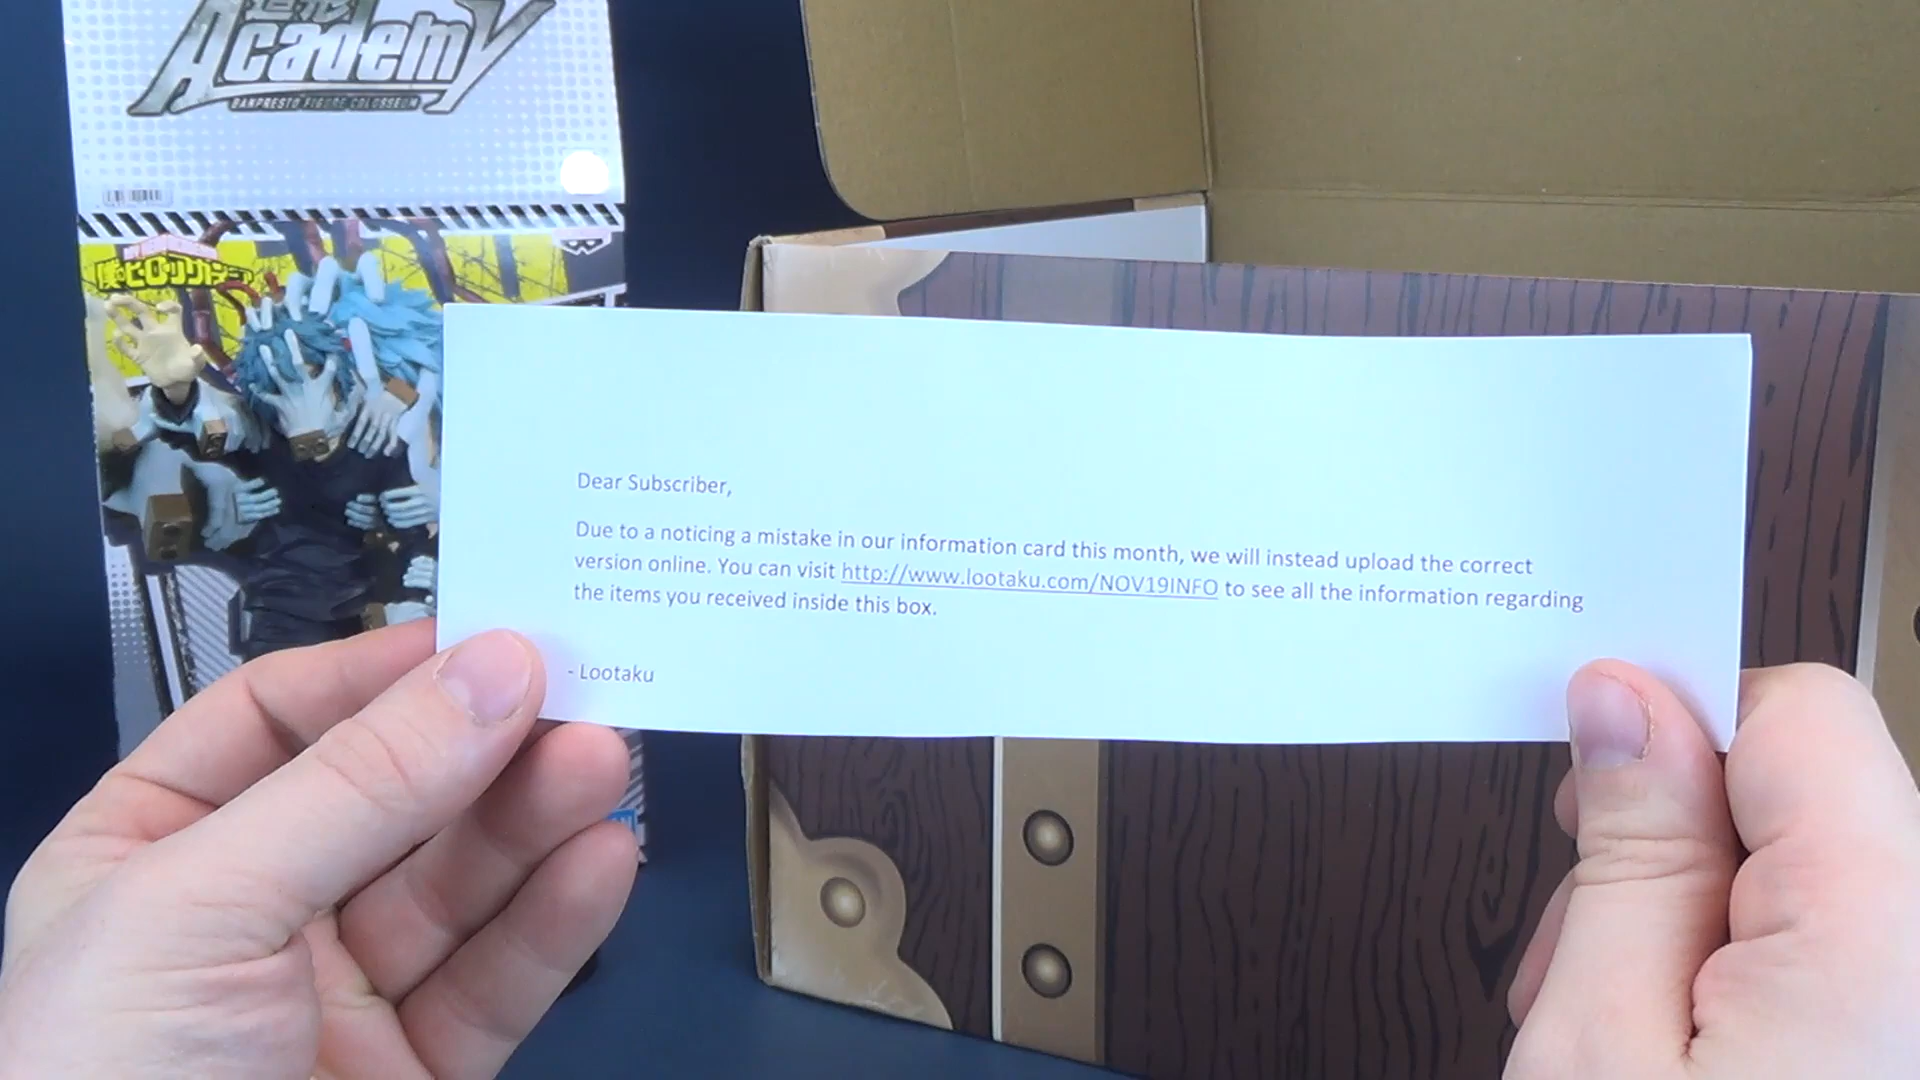 Academy
BANPRESTO FIGURE COLOSSEUM
Dear Subscriber,
Due to a noticing a mistake in our information card this month, we will instead upload the correct
version online. You can visit http://www.lootaku.com/NOV19INFO to see all the information regarding
the items you received inside this box.
- Lootaku